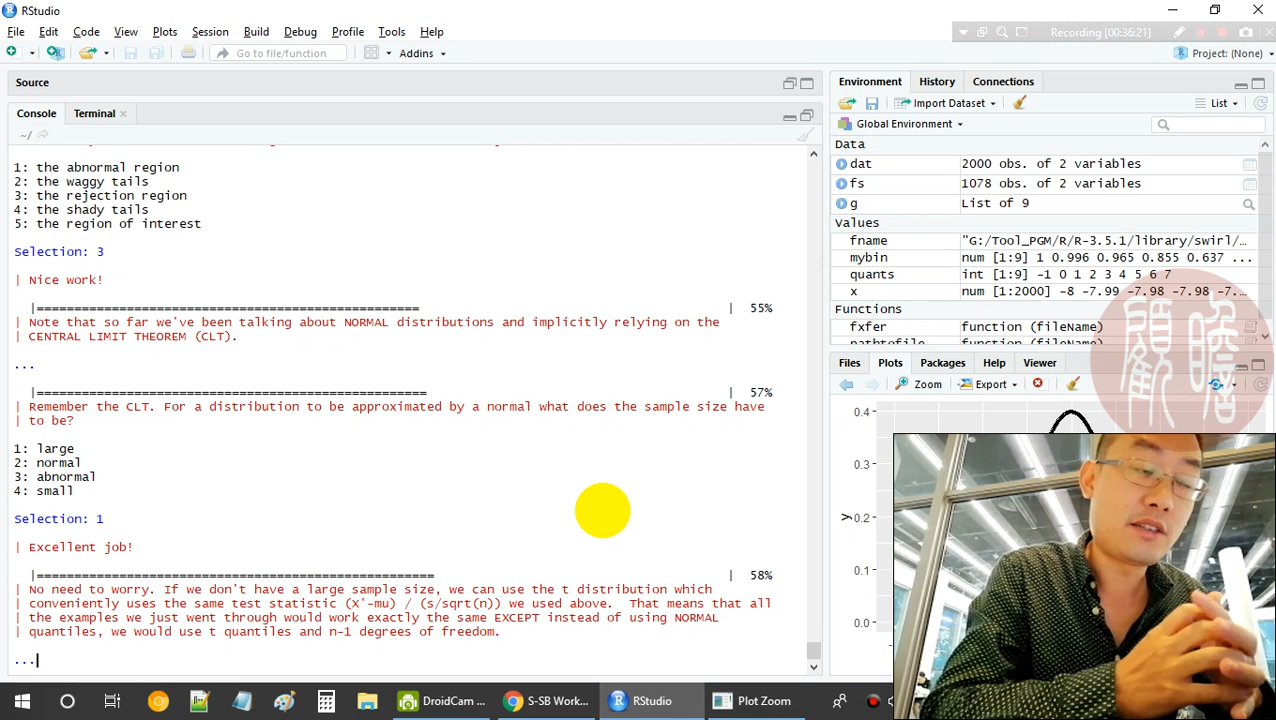 RStudio
File Edit Code View Plots Session Build Debug Profile Tools Help
Recording [00:36:21]
Go to file/function
Addins
Project: (None)
Source
Console Terminal
~/
1: the abnormal region
2: the waggy tails
3: the rejection region
4: the shady tails
5: the region of interest
Selection: 3
| Nice work!
|===================================================| 55%
| Note that so far we've been talking about NORMAL distributions and implicitly relying on the
| CENTRAL LIMIT THEOREM (CLT).
...
|====================================================| 57%
| Remember the CLT. For a distribution to be approximated by a normal what does the sample size have
| to be?
1: large
2: normal
3: abnormal
4: small
Selection: 1
| Excellent job!
|=====================================================| 58%
| No need to worry. If we don't have a large sample size, we can use the t distribution which
| conveniently uses the same test statistic (x'-mu) / (s/sqrt(n)) we used above.  That means that all
| the examples we just went through would work exactly the same EXCEPT instead of using NORMAL
| quantiles, we would use t quantiles and n-1 degrees of freedom.
...
Environment History Connections
Import Dataset
List
Global Environment
Data
dat 2000 obs. of 2 variables
fs 1078 obs. of 2 variables
g List of 9
Values
fname "G:/Tool_PGM/R/R-3.5.1/library/swirl/…
mybin num [1:9] 1 0.996 0.965 0.855 0.637 ...
quants int [1:9] -1 0 1 2 3 4 5 6 7
x num [1:2000] -8 -7.99 -7.98 -7.98 -7.…
Functions
fxfer function (fileName)
Files Plots Packages Help Viewer
Zoom Export
0.4
0.3
y
0.2
0.1
0.0
DroidCam ...
S-SB Work...
RStudio
Plot Zoom